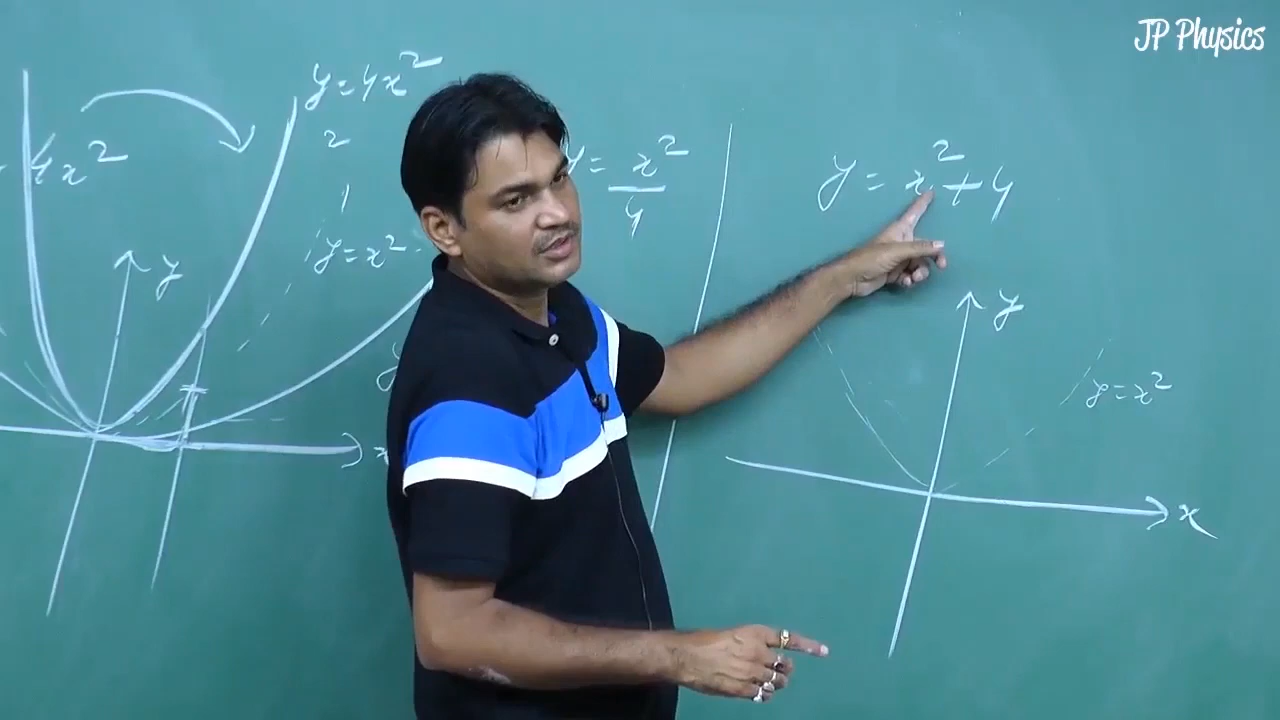 JP Physics
y = 4x²
4x²
2
1
y = x²
y
x
y = x²/4
y = x² + 4
y
y = x²
x